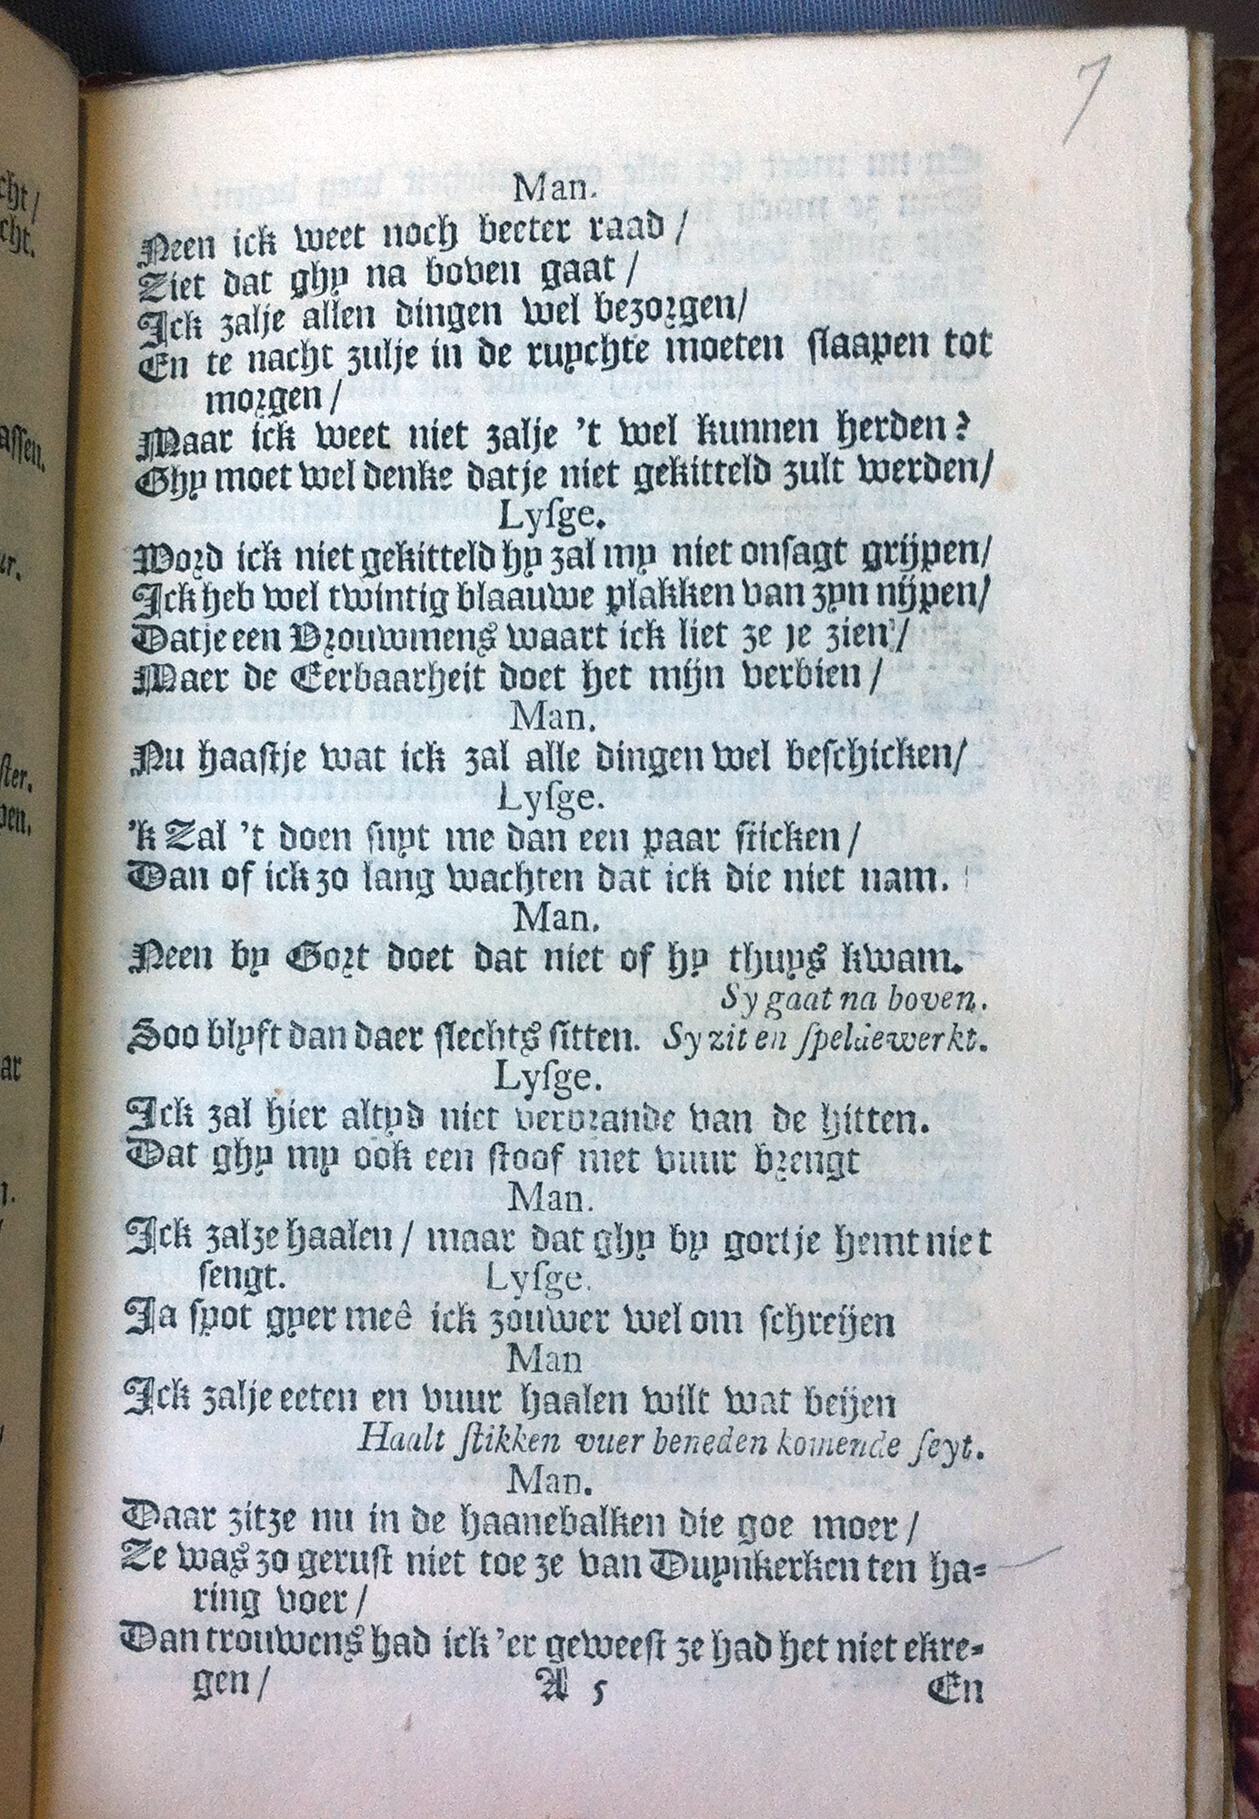 7
Man.
Neen ick weet noch beeter raad /
Ziet dat ghy na boven gaat /
Ick zalje allen dingen wel bezorgen/
En te nacht zulje in de ruychte moeten slaapen tot
morgen /
Maar ick weet niet zalje 't wel kunnen herden?
Ghy moet wel denke datje niet gekitteld zult werden/
Lysge.
Word ick niet gekitteld hy zal my niet onsagt grijpen/
Ick heb wel twintig blaauwe plakken van zyn nijpen/
Datje een Vrouwmens waart ick liet ze je zien /
Maer de Eerbaarheit doet het mijn verbien /
Man.
Nu haastje wat ick zal alle dingen wel beschicken/
Lysge.
'k Zal 't doen snyt me dan een paar sticken /
Dan of ick zo lang wachten dat ick die niet nam.
Man.
Neen by Gort doet dat niet of hy thuys kwam.
Sy gaat na boven.
Soo blyft dan daer slechts sitten. Sy zit en speldewerkt.
Lysge.
Ick zal hier altyd niet verbrande van de hitten.
Dat ghy my ook een stoof met vuur brengt
Man.
Ick zalze haalen / maar dat ghy by gortje hemt niet
sengt. Lysge.
Ja spot gyer meê ick zouwer wel om schreijen
Man
Ick zalje eeten en vuur haalen wilt wat beijen
Haalt stikken vuer beneden komende seyt.
Man.
Daar zitze nu in de haanebalken die goe moer /
Ze was zo gerust niet toe ze van Duynkerken ten ha-
ring voer /
Dan trouwens had ick 'er geweest ze had het niet ekre-
gen / A 5 En